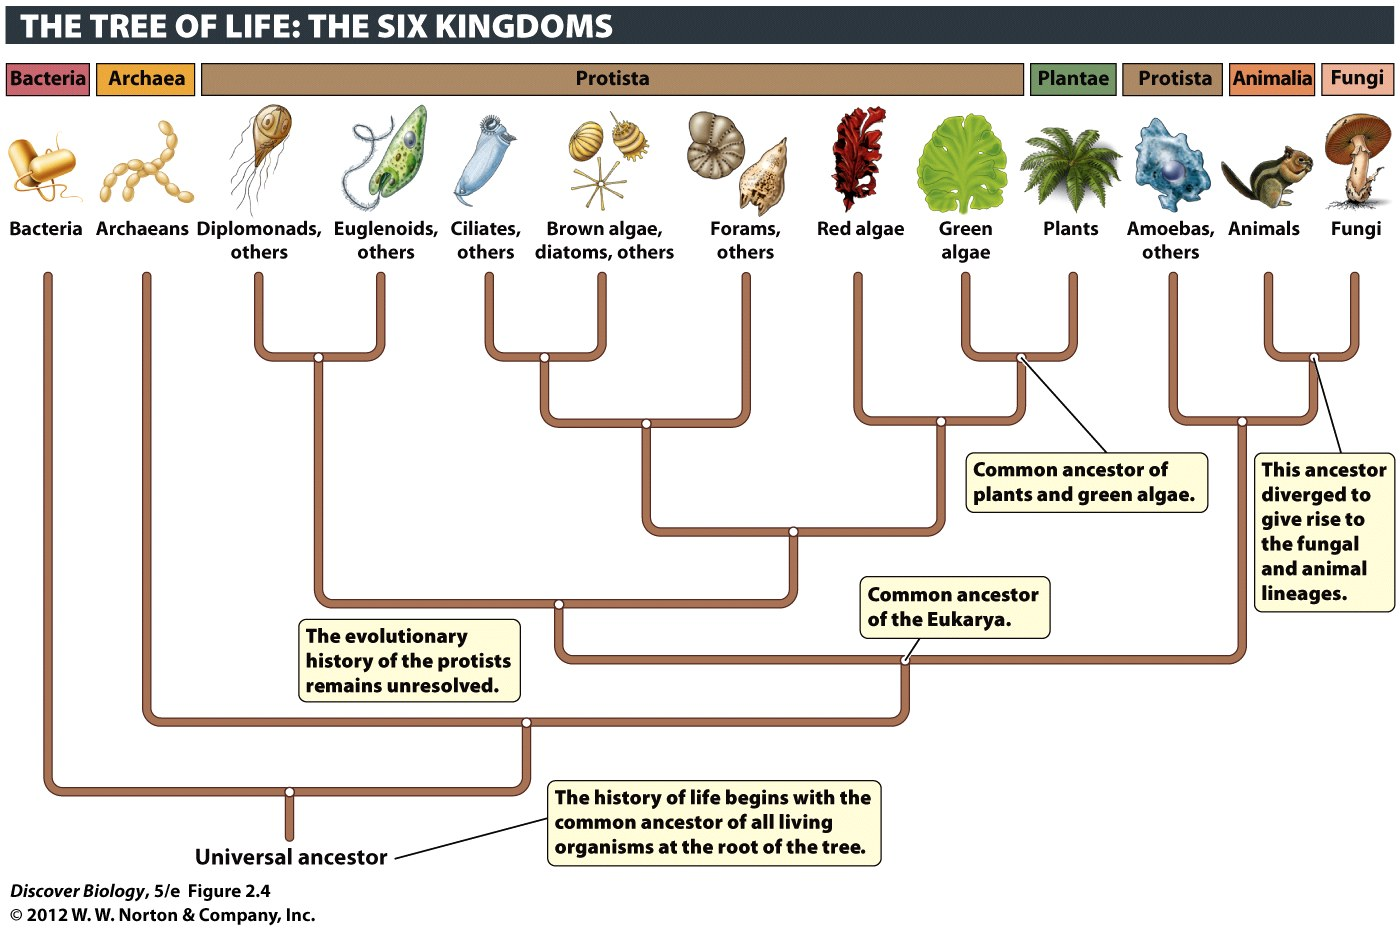 THE TREE OF LIFE: THE SIX KINGDOMS
Bacteria
Archaea
Protista
Plantae
Protista
Animalia
Fungi
Bacteria
Archaeans
Diplomonads,
others
Euglenoids,
others
Ciliates,
others
Brown algae,
diatoms, others
Forams,
others
Red algae
Green
algae
Plants
Amoebas,
others
Animals
Fungi
Common ancestor of
plants and green algae.
This ancestor
diverged to
give rise to
the fungal
and animal
lineages.
Common ancestor
of the Eukarya.
The evolutionary
history of the protists
remains unresolved.
The history of life begins with the
common ancestor of all living
organisms at the root of the tree.
Universal ancestor
Discover Biology, 5/e Figure 2.4
© 2012 W. W. Norton & Company, Inc.